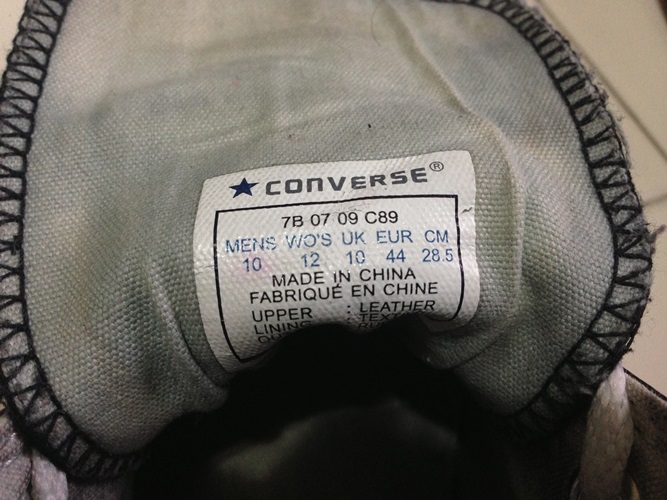 CONVERSE®
7B 07 09 C89
MENS WO'S UK EUR CM
10 12 10 44 28.5
MADE IN CHINA
FABRIQUÉ EN CHINE
UPPER : LEATHER
LINING :